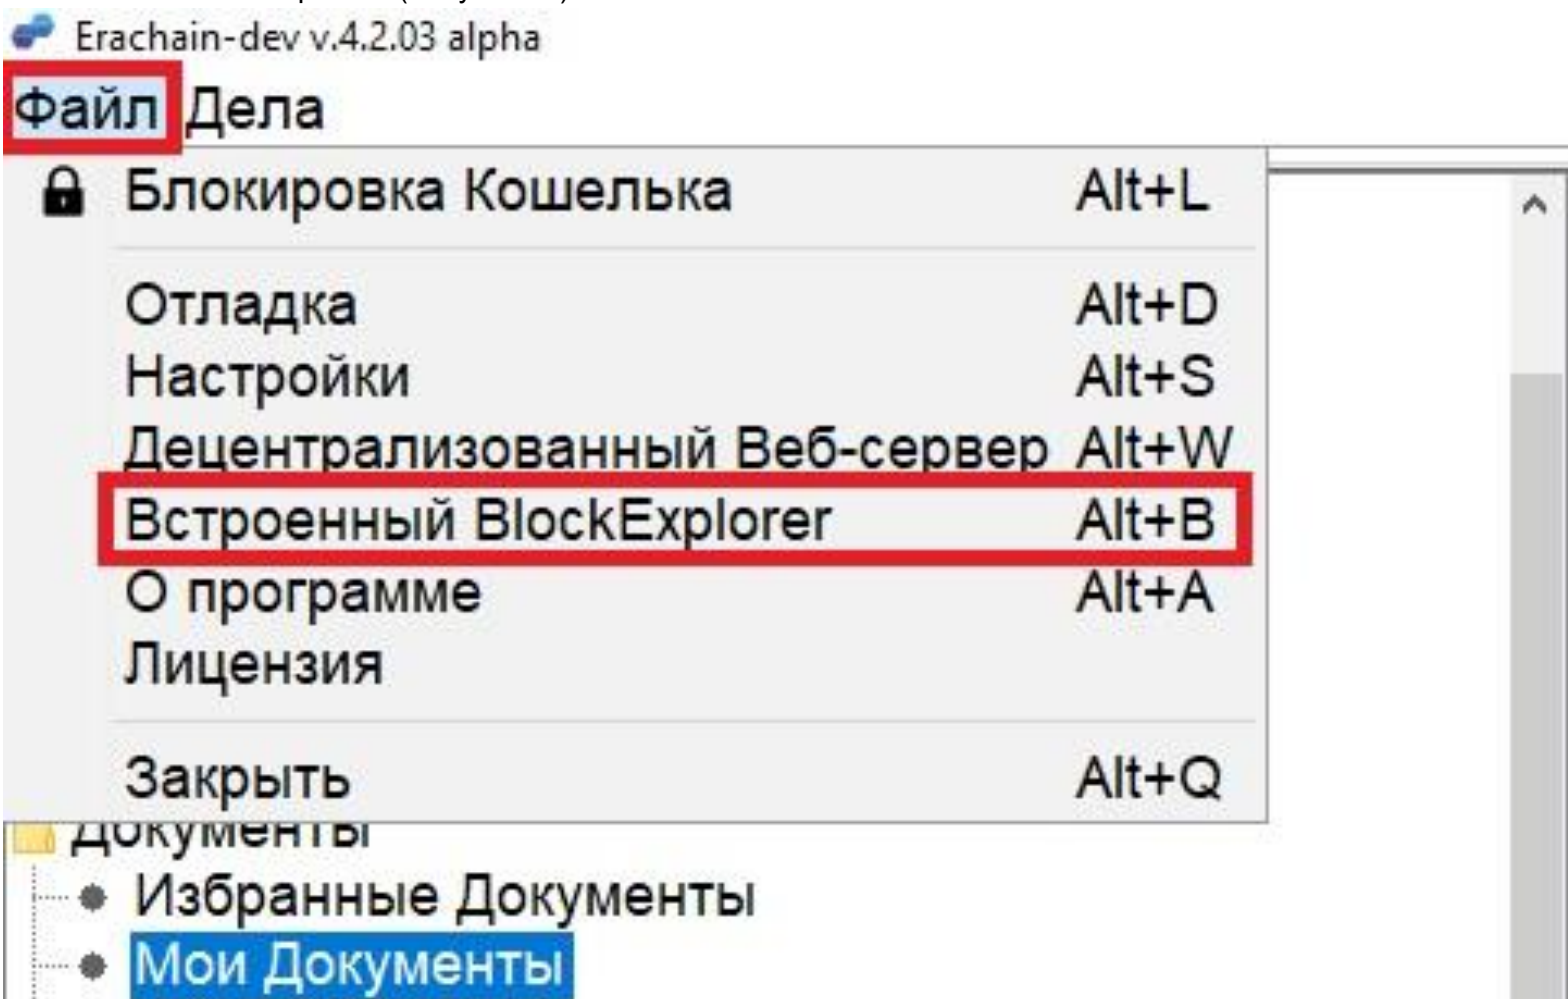 Erachain-dev v.4.2.03 alpha
Файл Дела
Блокировка Кошелька Alt+L
Отладка Alt+D
Настройки Alt+S
Децентрализованный Веб-сервер Alt+W
Встроенный BlockExplorer Alt+B
О программе Alt+A
Лицензия
Закрыть Alt+Q
Документы
Избранные Документы
Мои Документы